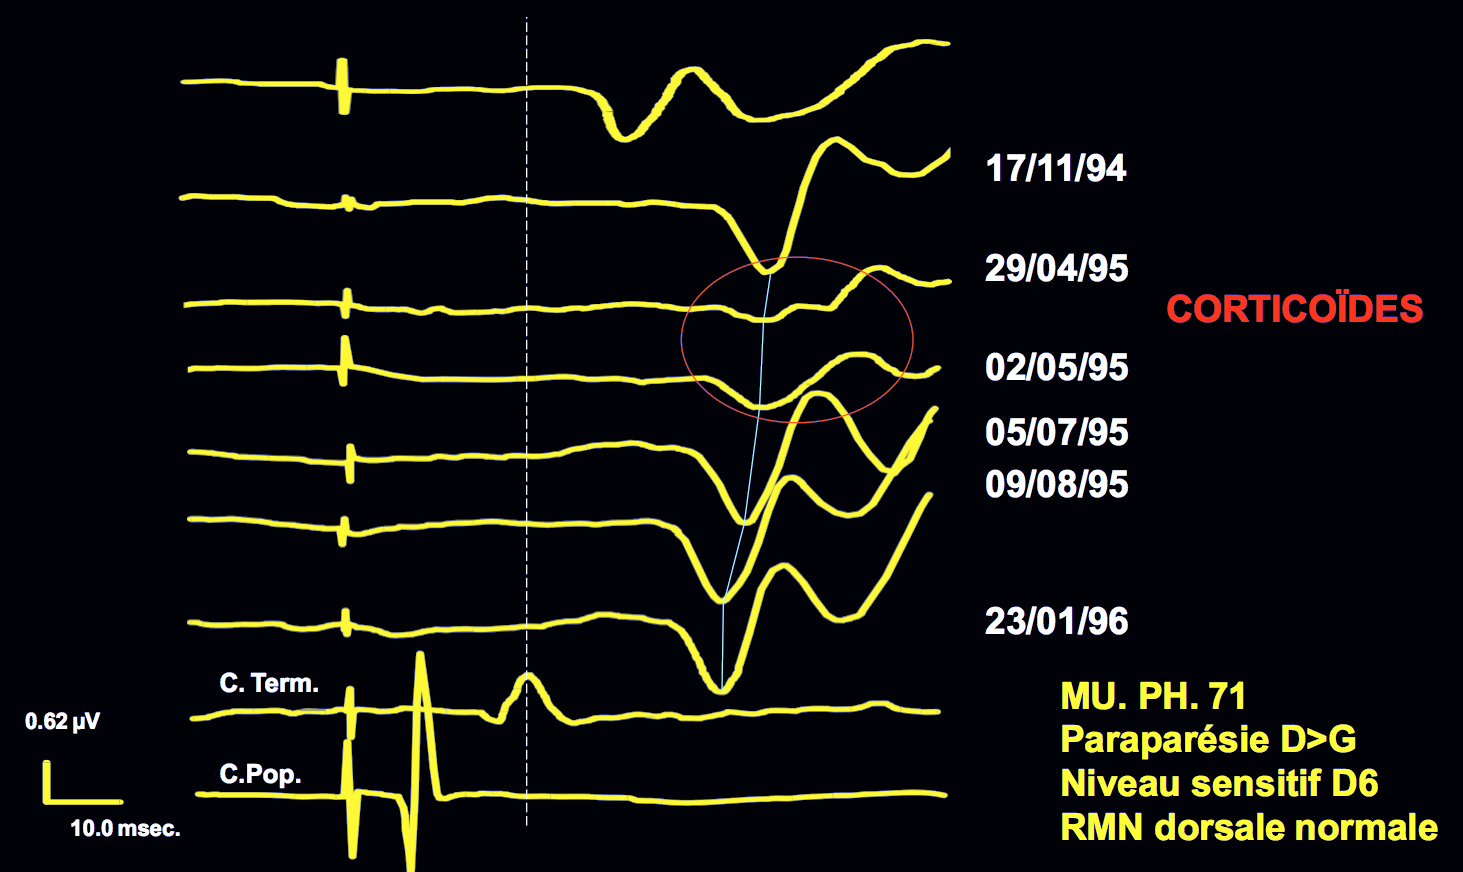 17/11/94
29/04/95
CORTICOÏDES
02/05/95
05/07/95
09/08/95
23/01/96
C. Term.
0.62 µV
C.Pop.
10.0 msec.
MU. PH. 71
Paraparésie D>G
Niveau sensitif D6
RMN dorsale normale